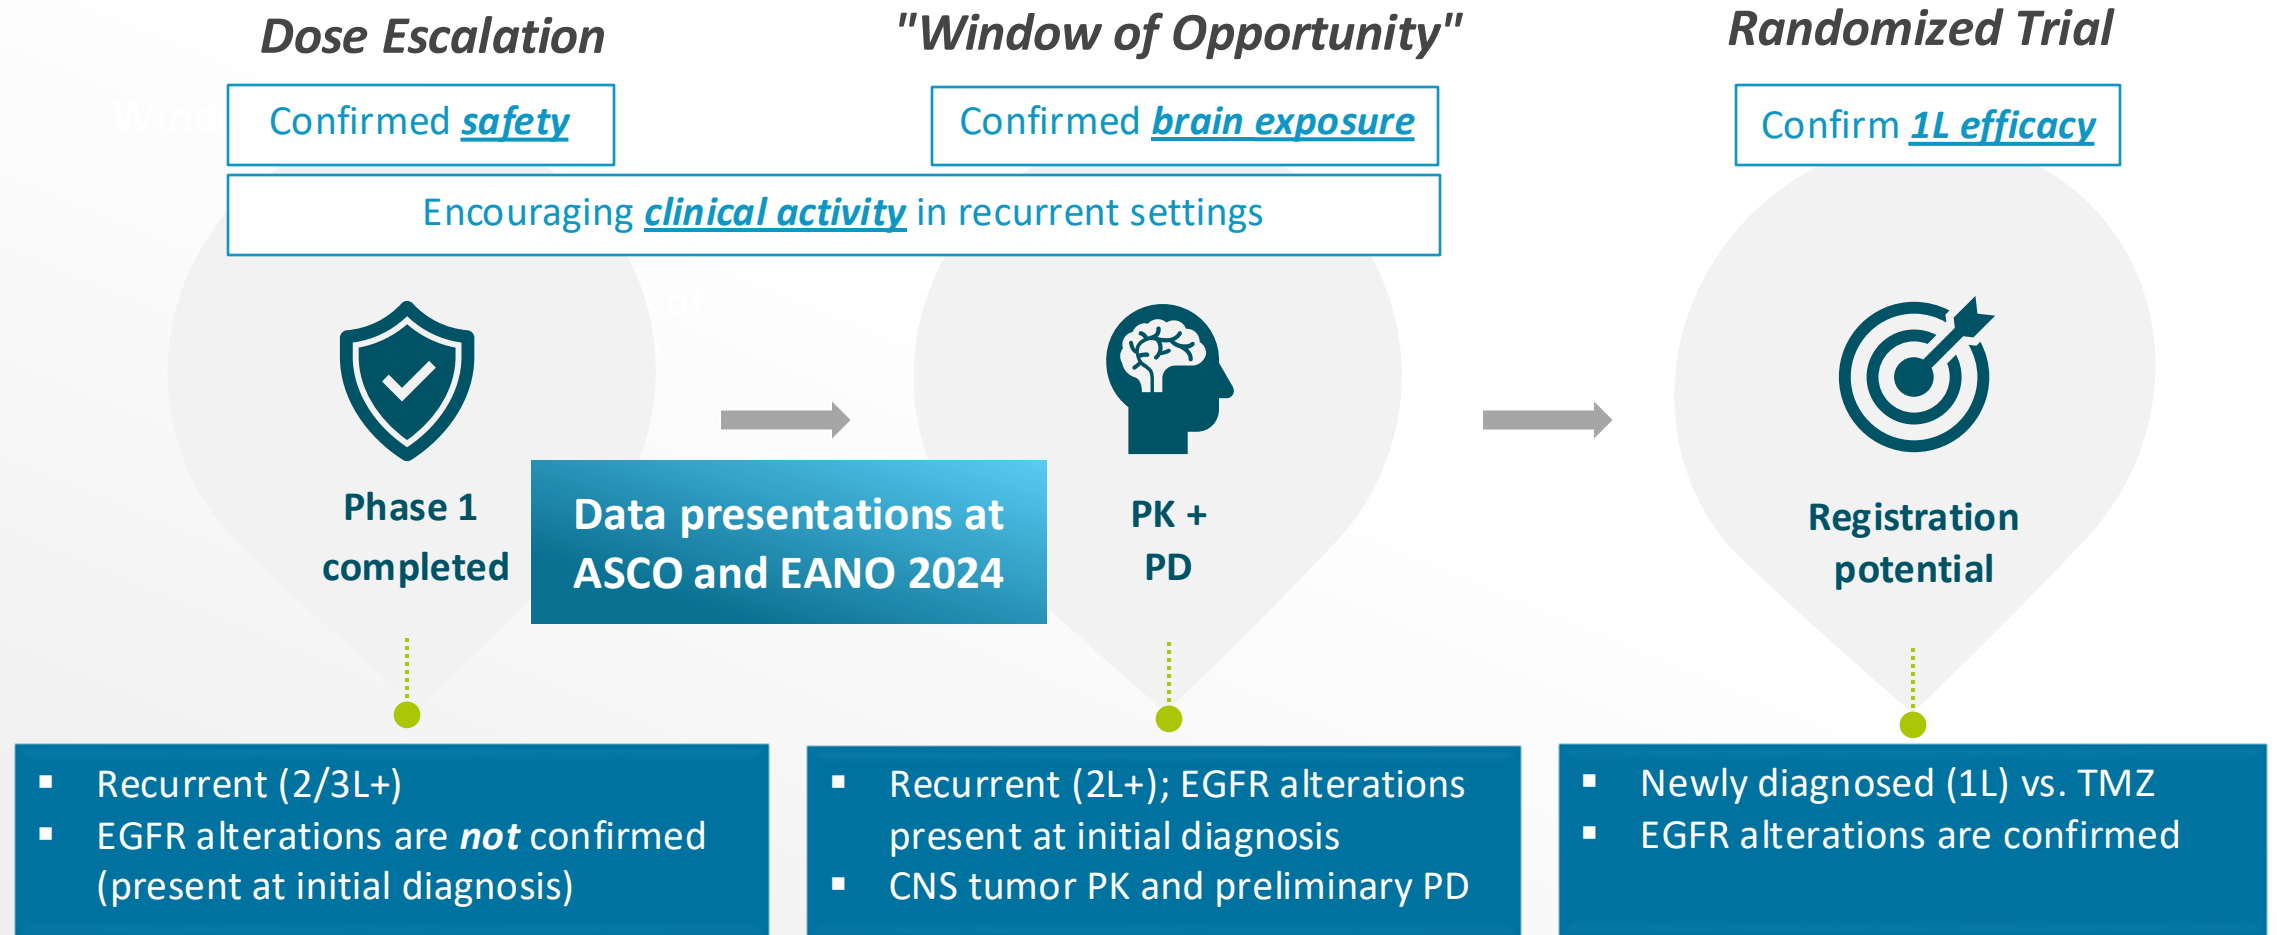 Dose Escalation
"Window of Opportunity"
Randomized Trial
Confirmed safety
Confirmed brain exposure
Confirm 1L efficacy
Encouraging clinical activity in recurrent settings
Phase 1
completed
Data presentations at
ASCO and EANO 2024
PK +
PD
Registration
potential
▪ Recurrent (2/3L+)
▪ EGFR alterations are not confirmed
(present at initial diagnosis)
▪ Recurrent (2L+); EGFR alterations
present at initial diagnosis
▪ CNS tumor PK and preliminary PD
▪ Newly diagnosed (1L) vs. TMZ
▪ EGFR alterations are confirmed